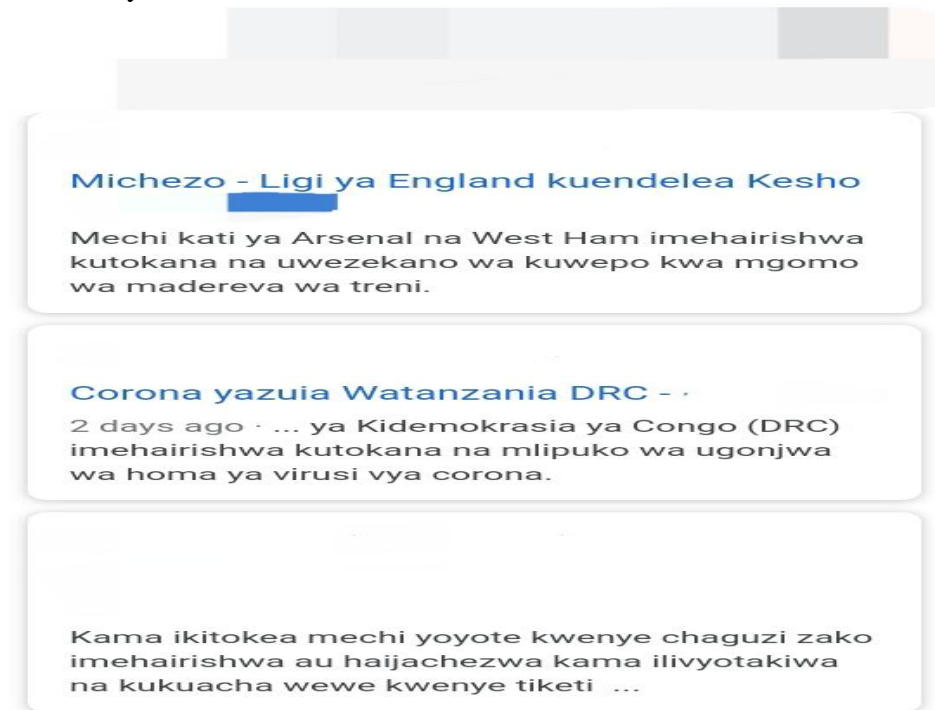 Michezo - Ligi ya England kuendelea Kesho
Mechi kati ya Arsenal na West Ham imehairishwa
kutokana na uwezekano wa kuwepo kwa mgomo
wa madereva wa treni.
Corona yazuia Watanzania DRC -
2 days ago · ... ya Kidemokrasia ya Congo (DRC)
imehairishwa kutokana na mlipuko wa ugonjwa
wa homa ya virusi vya corona.
Kama ikitokea mechi yoyote kwenye chaguzi zako
imehairishwa au haijachezwa kama ilivyotakiwa
na kukuacha wewe kwenye tiketi ...